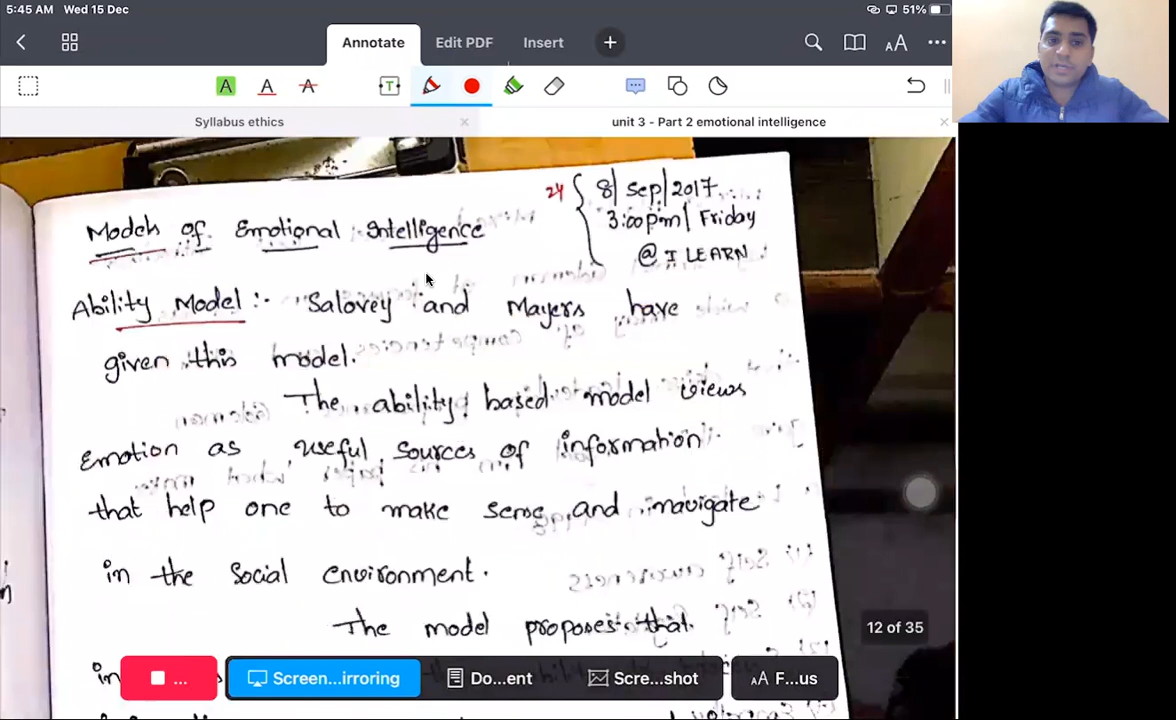 5:45 AM Wed 15 Dec
51%
Annotate
Edit PDF
Insert
Syllabus ethics
unit 3 - Part 2 emotional intelligence
24
8/ Sep/2017
3:00pm/ Friday
@ I LEARN
Models of Emotional Intelligence
Ability Model :- Salovey and Mayers have
given this model.
The ability based model views
Emotion as useful sources of information
that help one to make sense and navigate
in the Social environment.
The model proposes that
in
12 of 35
...
Screen...irroring
Do...ent
Scre...shot
AA F...us